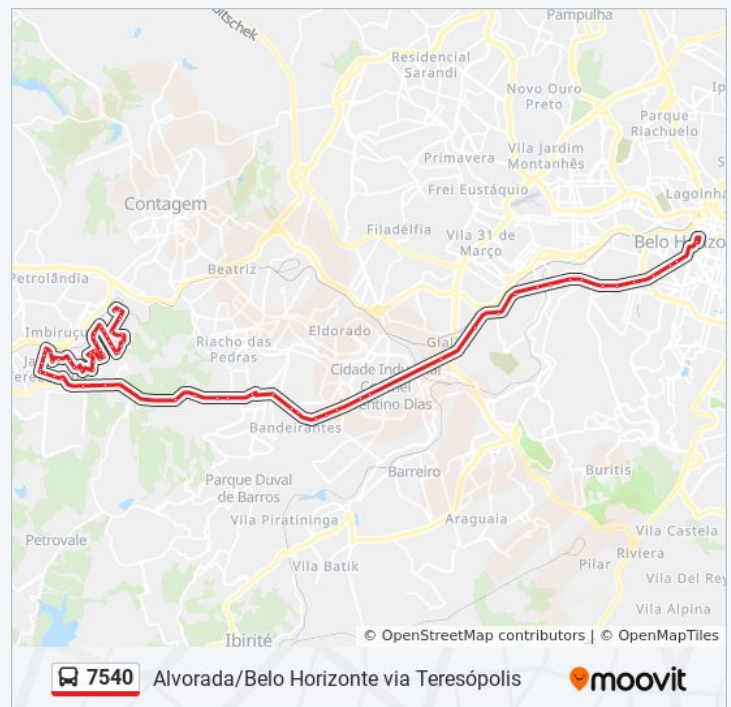 itschek
Pampulha
Residencial
Sarandi
Novo Ouro
Preto
Ip
Parque
Riachuelo
Primavera
Vila Jardim
Montanhês
Frei Eustáquio
Lagoinha
Contagem
Filadélfia
Vila 31 de
Março
Belo Horizo
Petrolândia
Beatriz
Imbiruçu
Eldorado
Riacho das
Pedras
Cidade Indu
Bandeirantes
Barreiro
Buritis
Parque Duval
de Barros
Vila Piratininga
Araguaia
Petrovale
Vila Castela
Riviera
Pilar
Vila Batik
Vila Del Rey
Vila Alpina
Ibirité
© OpenStreetMap contributors | © OpenMapTiles
7540 Alvorada/Belo Horizonte via Teresópolis moovit